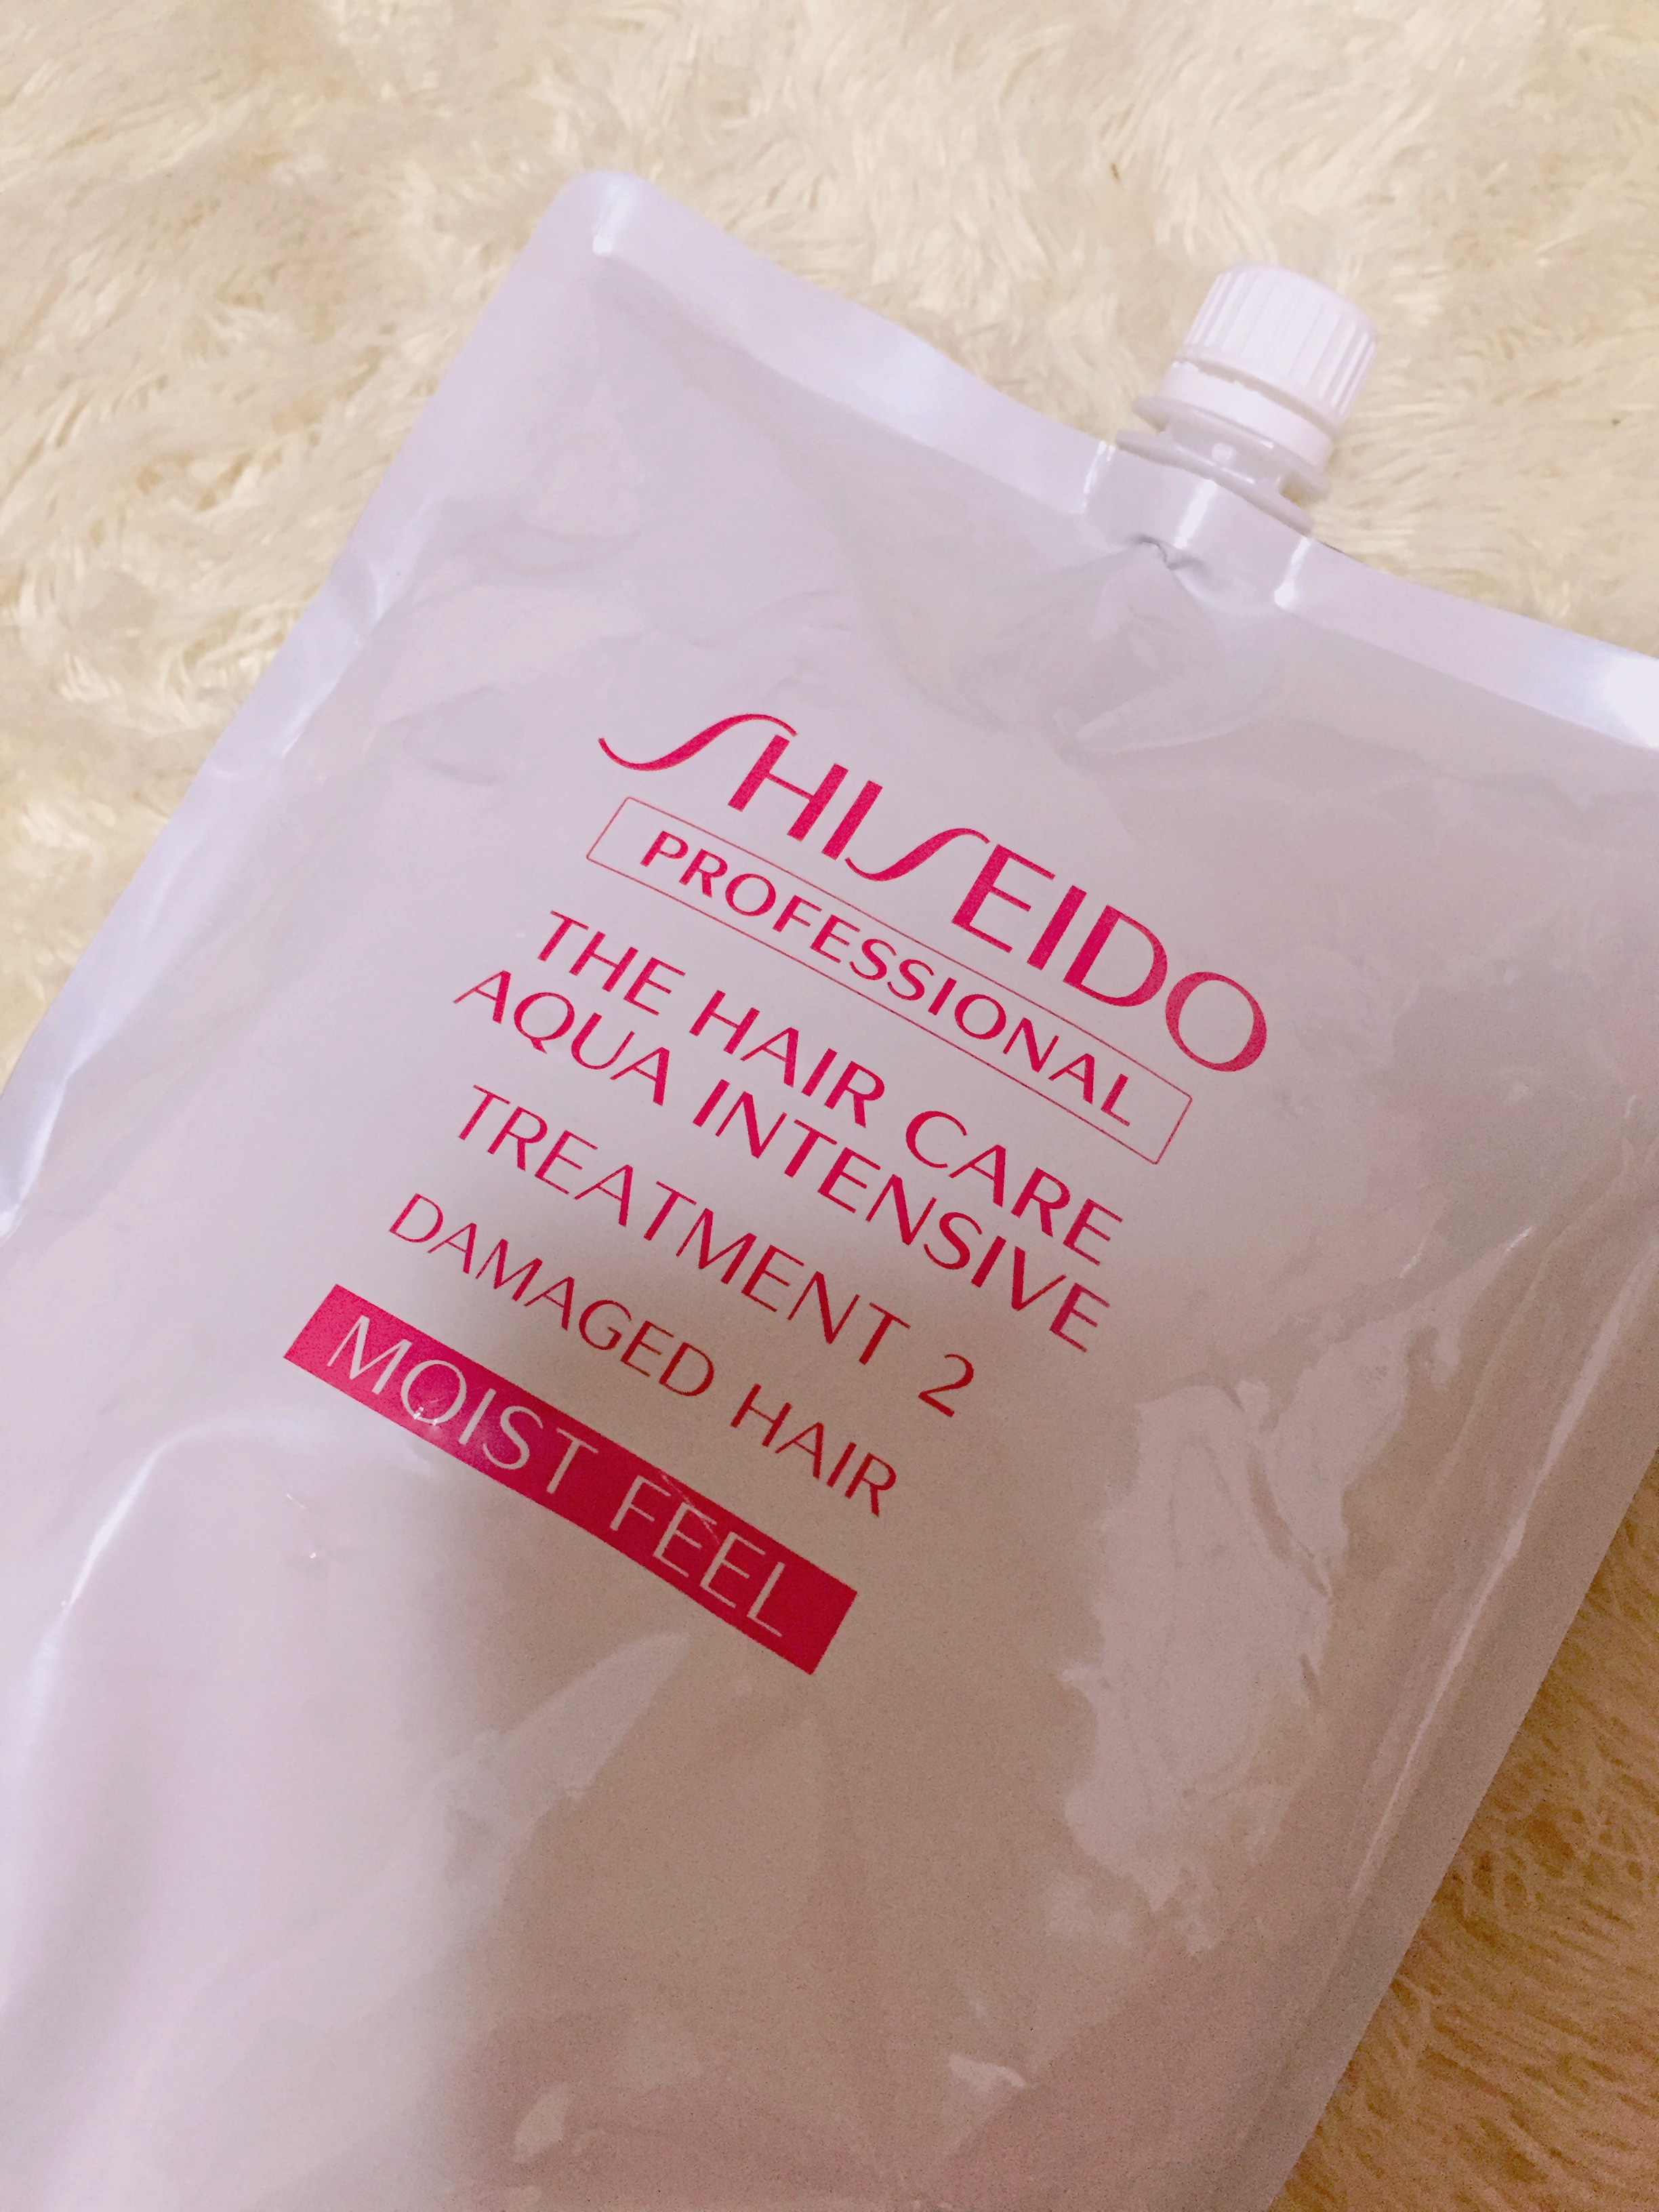 SHISEIDO
PROFESSIONAL
THE HAIR CARE
AQUA INTENSIVE
TREATMENT 2
DAMAGED HAIR
MOIST FEEL